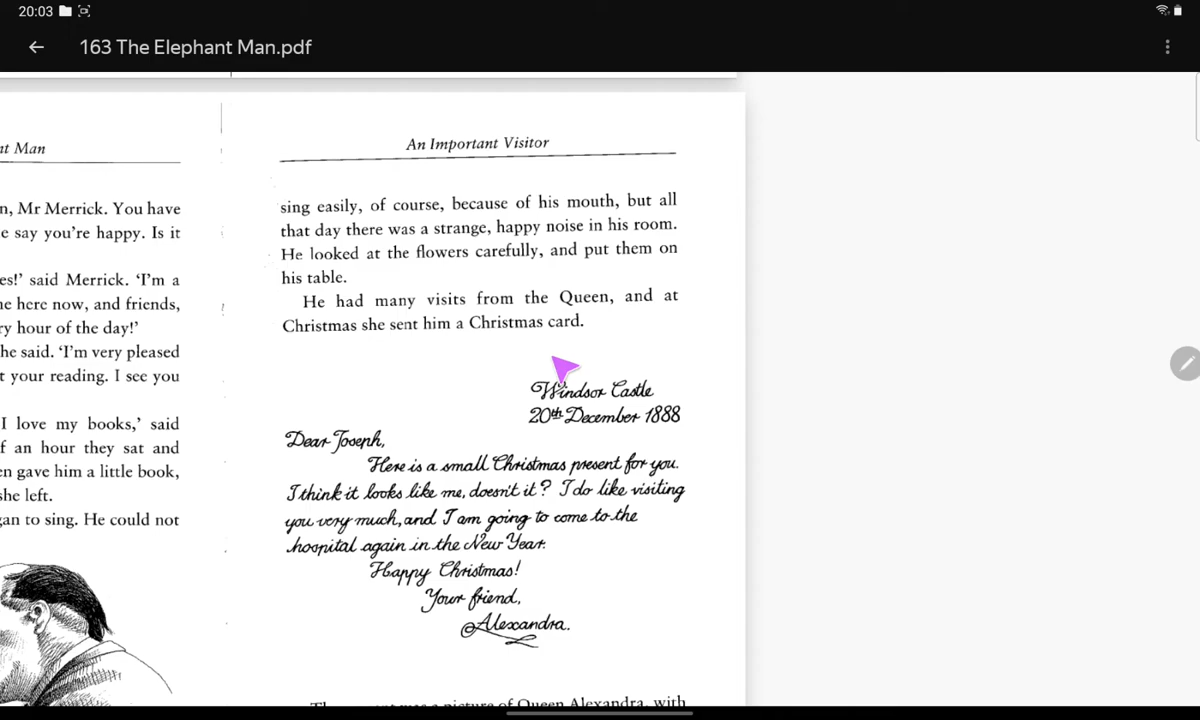 20:03
163 The Elephant Man.pdf
nt Man
n, Mr Merrick. You have
e say you're happy. Is it
es!' said Merrick. 'I'm a
ne here now, and friends,
ry hour of the day!'
he said. 'I'm very pleased
t your reading. I see you
I love my books,' said
f an hour they sat and
en gave him a little book,
she left.
gan to sing. He could not
An Important Visitor
sing easily, of course, because of his mouth, but all
that day there was a strange, happy noise in his room.
He looked at the flowers carefully, and put them on
his table.
He had many visits from the Queen, and at
Christmas she sent him a Christmas card.
Windsor Castle
20th December 1888
Dear Joseph,
Here is a small Christmas present for you.
I think it looks like me, doesn't it? I do like visiting
you very much, and I am going to come to the
hospital again in the New Year.
Happy Christmas!
Your friend,
Alexandra.
picture of Queen Alexandra, with